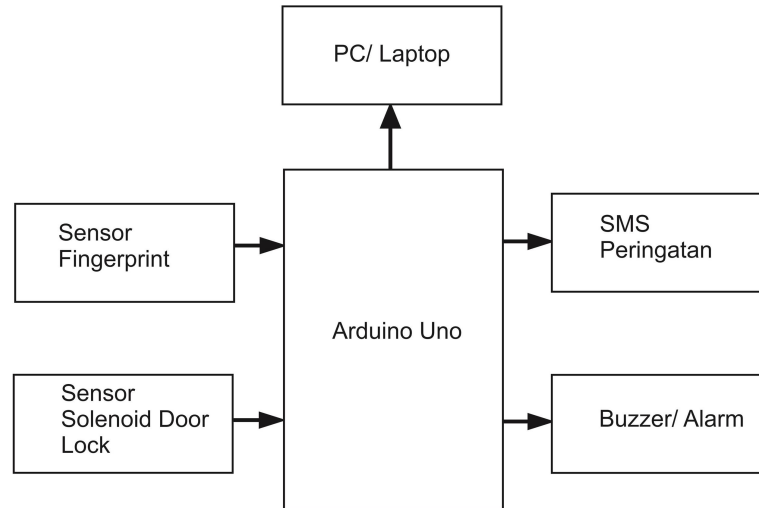 PC/ Laptop
Sensor
Fingerprint
SMS
Peringatan
Arduino Uno
Sensor
Solenoid Door
Lock
Buzzer/ Alarm